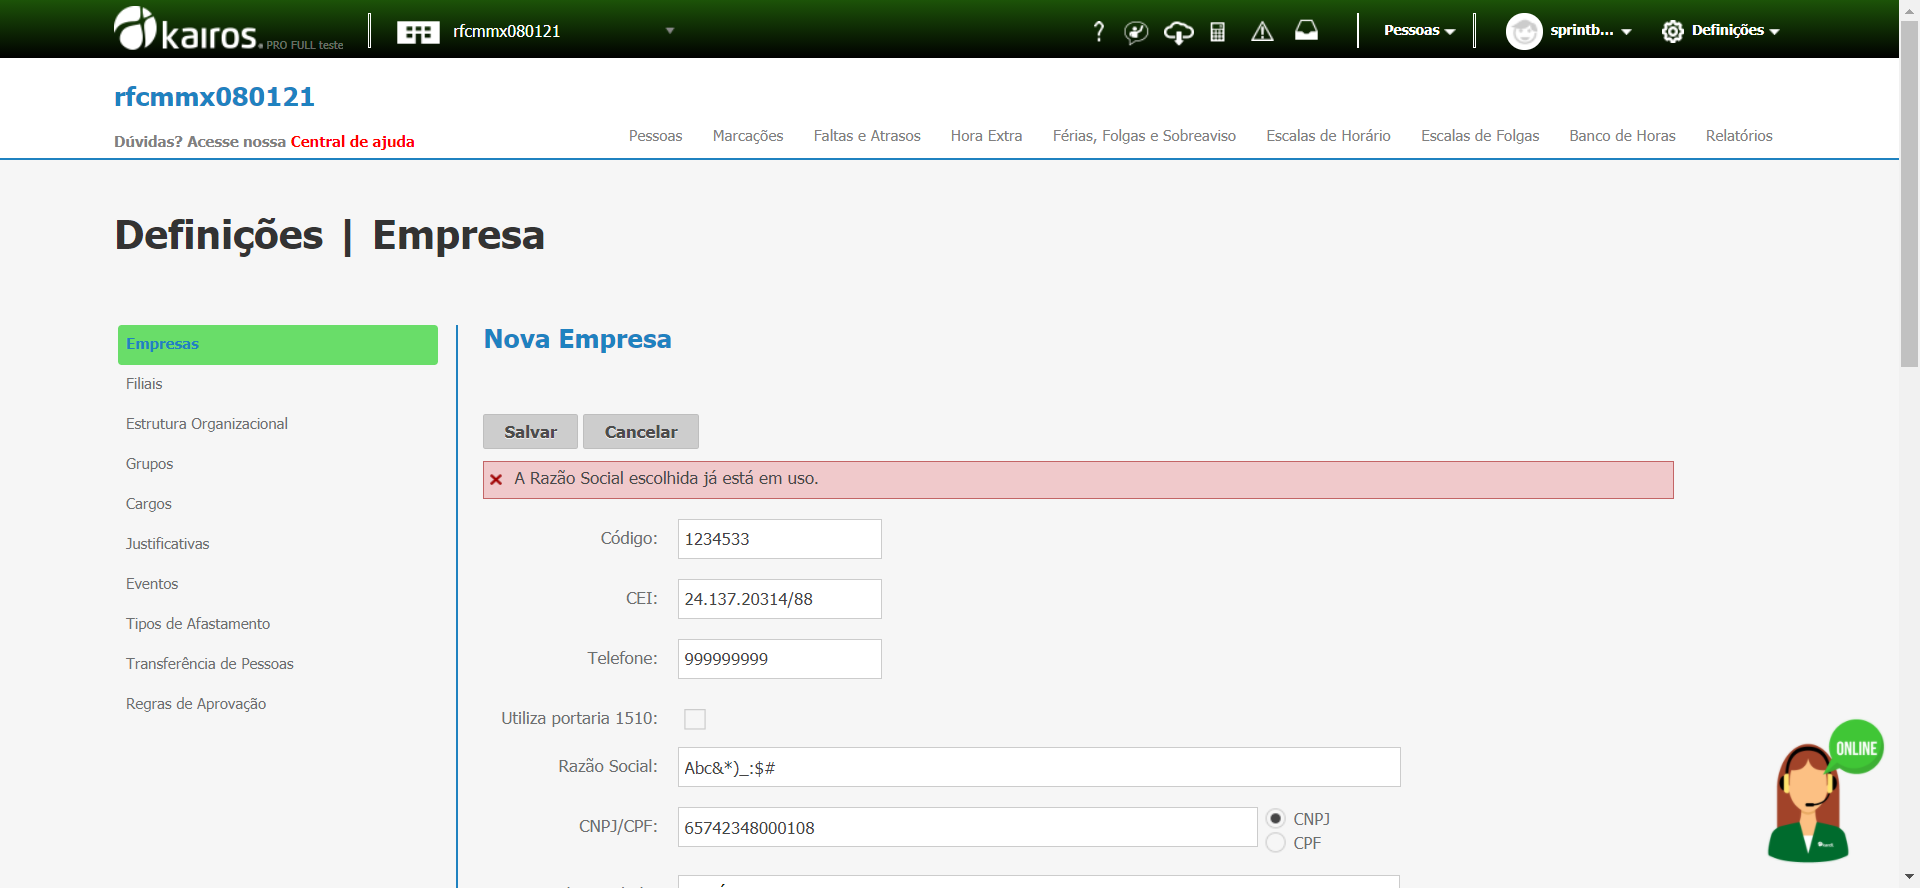 kairos. PRO FULL teste
rfcmmx080121
?
Pessoas
sprintb...
Definições
rfcmmx080121
Dúvidas? Acesse nossa Central de ajuda
Pessoas Marcações Faltas e Atrasos Hora Extra Férias, Folgas e Sobreaviso Escalas de Horário Escalas de Folgas Banco de Horas Relatórios
Definições | Empresa
Empresas
Filiais
Estrutura Organizacional
Grupos
Cargos
Justificativas
Eventos
Tipos de Afastamento
Transferência de Pessoas
Regras de Aprovação
Nova Empresa
Salvar Cancelar
A Razão Social escolhida já está em uso.
Código: 1234533
CEI: 24.137.20314/88
Telefone: 999999999
Utiliza portaria 1510:
Razão Social: Abc&*)_:$#
CNPJ/CPF: 65742348000108
CNPJ
CPF
ONLINE